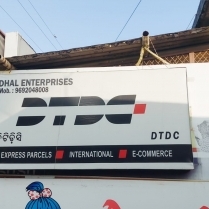 DHAL ENTERPRISES
Mob.: 9692048008
DTDC
ଡିଟିଡିସି
DTDC
EXPRESS PARCELS ■ INTERNATIONAL ■ E-COMMERCE